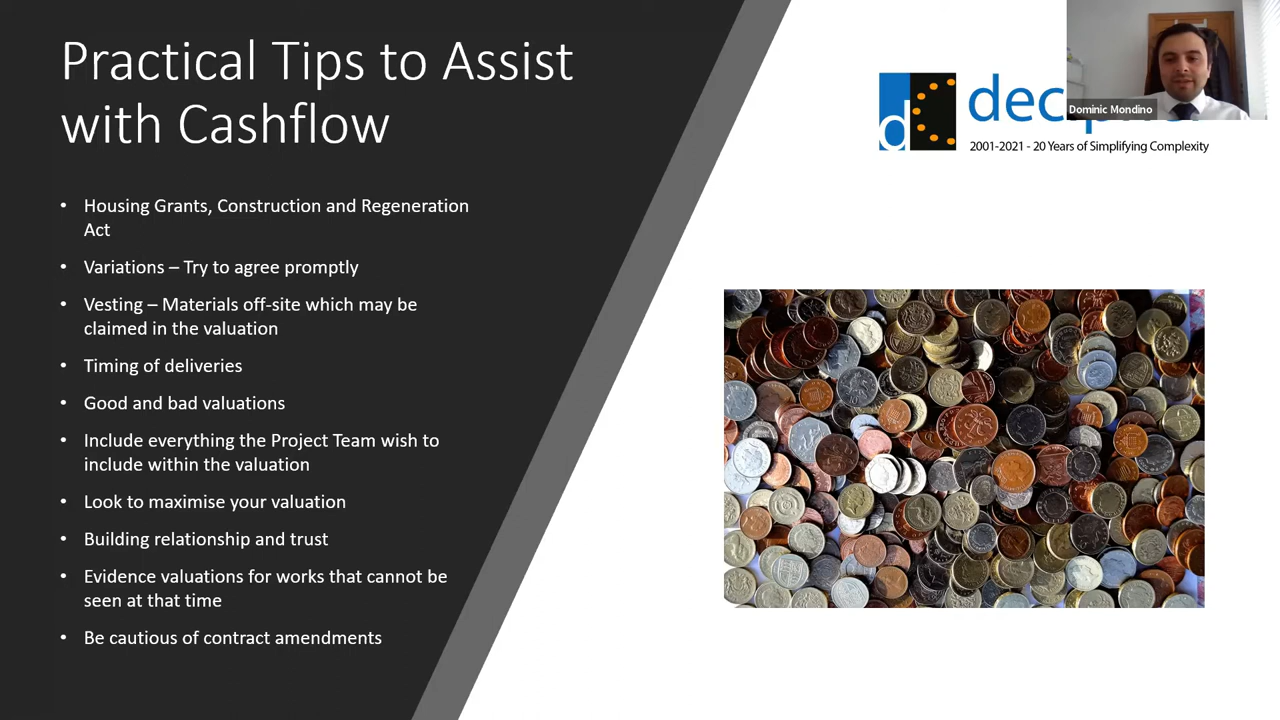 Practical Tips to Assist
with Cashflow
• Housing Grants, Construction and Regeneration
Act
• Variations – Try to agree promptly
• Vesting – Materials off-site which may be
claimed in the valuation
• Timing of deliveries
• Good and bad valuations
• Include everything the Project Team wish to
include within the valuation
• Look to maximise your valuation
• Building relationship and trust
• Evidence valuations for works that cannot be
seen at that time
• Be cautious of contract amendments
d
2001-2021 - 20 Years of Simplifying Complexity
Dominic Mondino